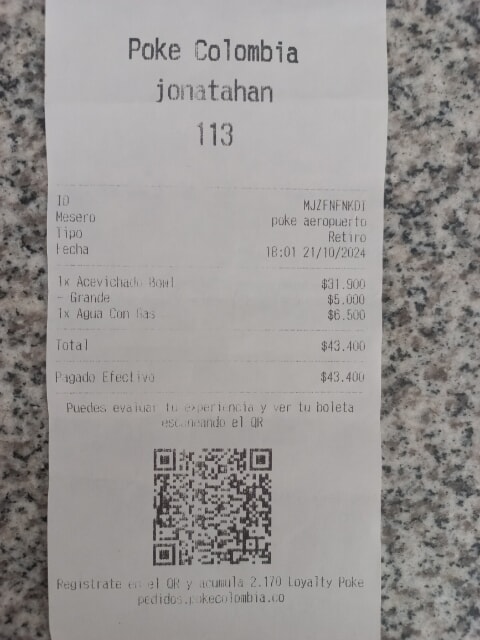 Poke Colombia
jonatahan
113
ID MJZFNFNKDI
Mesero poke aeropuerto
Tipo Retiro
Fecha 18:01 21/10/2024
1x Acevichado Bowl $31.900
- Grande $5.000
1x Agua Con Gas $6.500
Total $43.400
Pagado Efectivo $43.400
Puedes evaluar tu experiencia y ver tu boleta
escaneando el QR
Registrate en el QR y acumula 2.170 Loyalty Poke
pedidos.pokecolombia.co